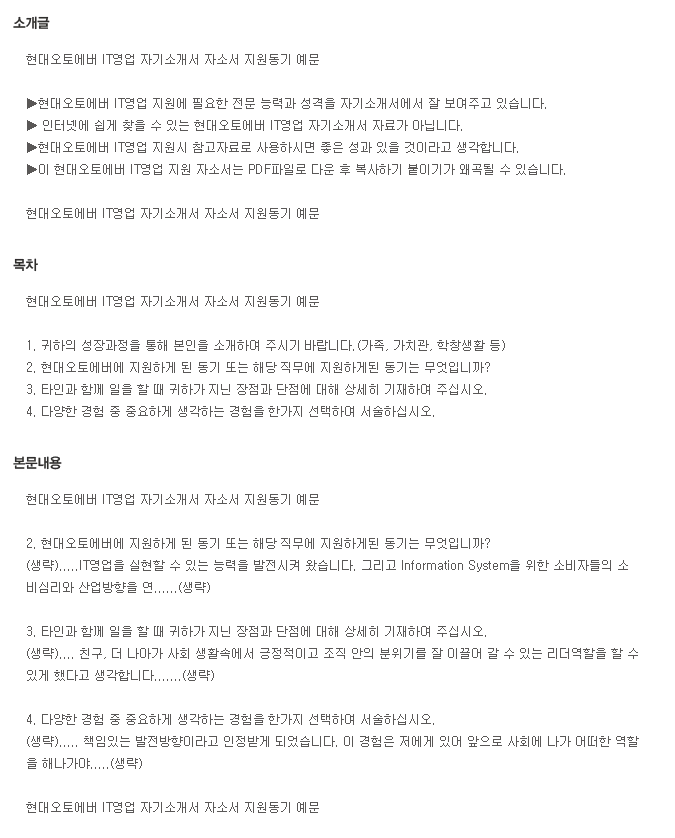 소개글
현대오토에버 IT영업 자기소개서 자소서 지원동기 예문
▶현대오토에버 IT영업 지원에 필요한 전문 능력과 성격을 자기소개서에서 잘 보여주고 있습니다.
▶ 인터넷에 쉽게 찾을 수 있는 현대오토에버 IT영업 자기소개서 자료가 아닙니다.
▶현대오토에버 IT영업 지원시 참고자료로 사용하시면 좋은 성과 있을 것이라고 생각합니다.
▶이 현대오토에버 IT영업 지원 자소서는 PDF파일로 다운 후 복사하기 붙이기가 왜곡될 수 있습니다.
현대오토에버 IT영업 자기소개서 자소서 지원동기 예문
목차
현대오토에버 IT영업 자기소개서 자소서 지원동기 예문
1. 귀하의 성장과정을 통해 본인을 소개하여 주시기 바랍니다.(가족, 가치관, 학창생활 등)
2. 현대오토에버에 지원하게 된 동기 또는 해당 직무에 지원하게된 동기는 무엇입니까?
3. 타인과 함께 일을 할 때 귀하가 지닌 장점과 단점에 대해 상세히 기재하여 주십시오.
4. 다양한 경험 중 중요하게 생각하는 경험을 한가지 선택하여 서술하십시오.
본문내용
현대오토에버 IT영업 자기소개서 자소서 지원동기 예문
2. 현대오토에버에 지원하게 된 동기 또는 해당 직무에 지원하게된 동기는 무엇입니까?
(생략).....IT영업을 실현할 수 있는 능력을 발전시켜 왔습니다. 그리고 Information System을 위한 소비자들의 소
비심리와 산업방향을 연......(생략)
3. 타인과 함께 일을 할 때 귀하가 지닌 장점과 단점에 대해 상세히 기재하여 주십시오.
(생략).... 친구, 더 나아가 사회 생활속에서 긍정적이고 조직 안의 분위기를 잘 이끌어 갈 수 있는 리더역할을 할 수
있게 했다고 생각합니다.......(생략)
4. 다양한 경험 중 중요하게 생각하는 경험을 한가지 선택하여 서술하십시오.
(생략)..... 책임있는 발전방향이라고 인정받게 되었습니다. 이 경험은 저에게 있어 앞으로 사회에 나가 어떠한 역할
을 해나가야.....(생략)
현대오토에버 IT영업 자기소개서 자소서 지원동기 예문